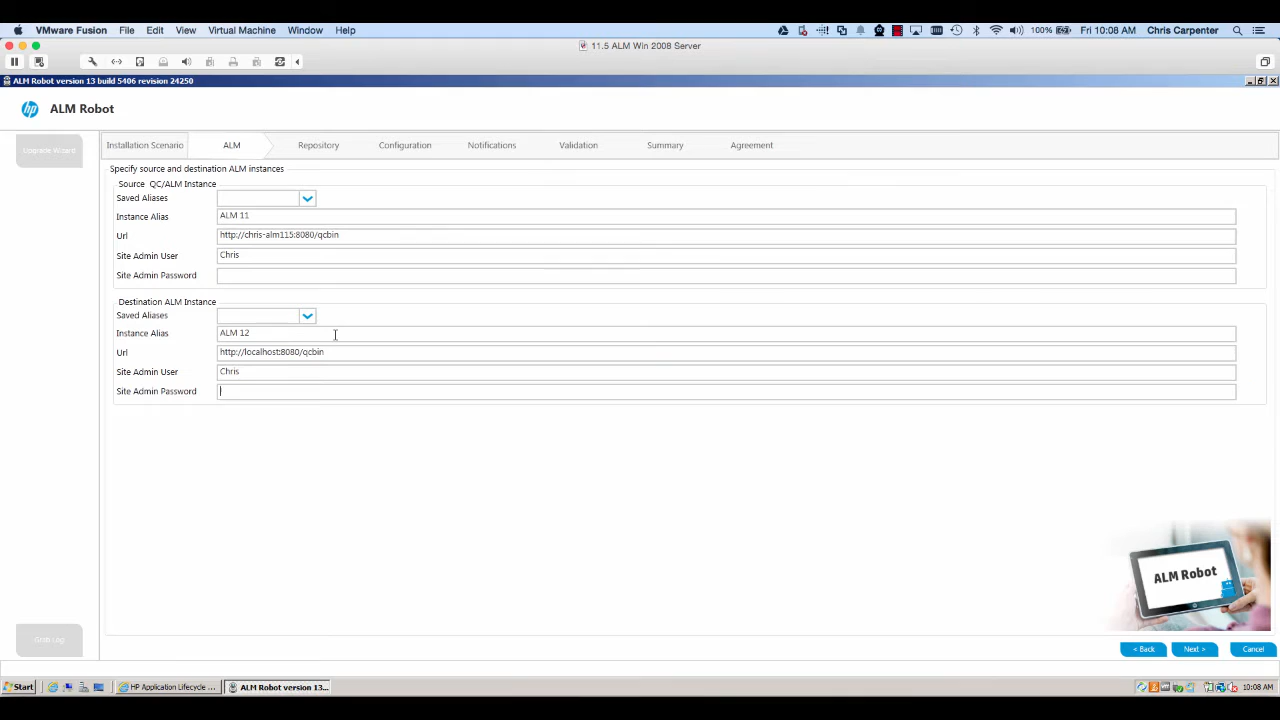 VMware Fusion File Edit View Virtual Machine Window Help 100% Fri 10:08 AM Chris Carpenter
11.5 ALM Win 2008 Server
ALM Robot version 13 build 5406 revision 24250
hp ALM Robot
Upgrade Wizard
Installation Scenario ALM Repository Configuration Notifications Validation Summary Agreement
Specify source and destination ALM instances
Source QC/ALM Instance
Saved Aliases
Instance Alias ALM 11
Url http://chris-alm115:8080/qcbin
Site Admin User Chris
Site Admin Password
Destination ALM Instance
Saved Aliases
Instance Alias ALM 12
Url http://localhost:8080/qcbin
Site Admin User Chris
Site Admin Password
ALM Robot
Grab Log
< Back Next > Cancel
Start HP Application Lifecycle ... ALM Robot version 13... 10:08 AM